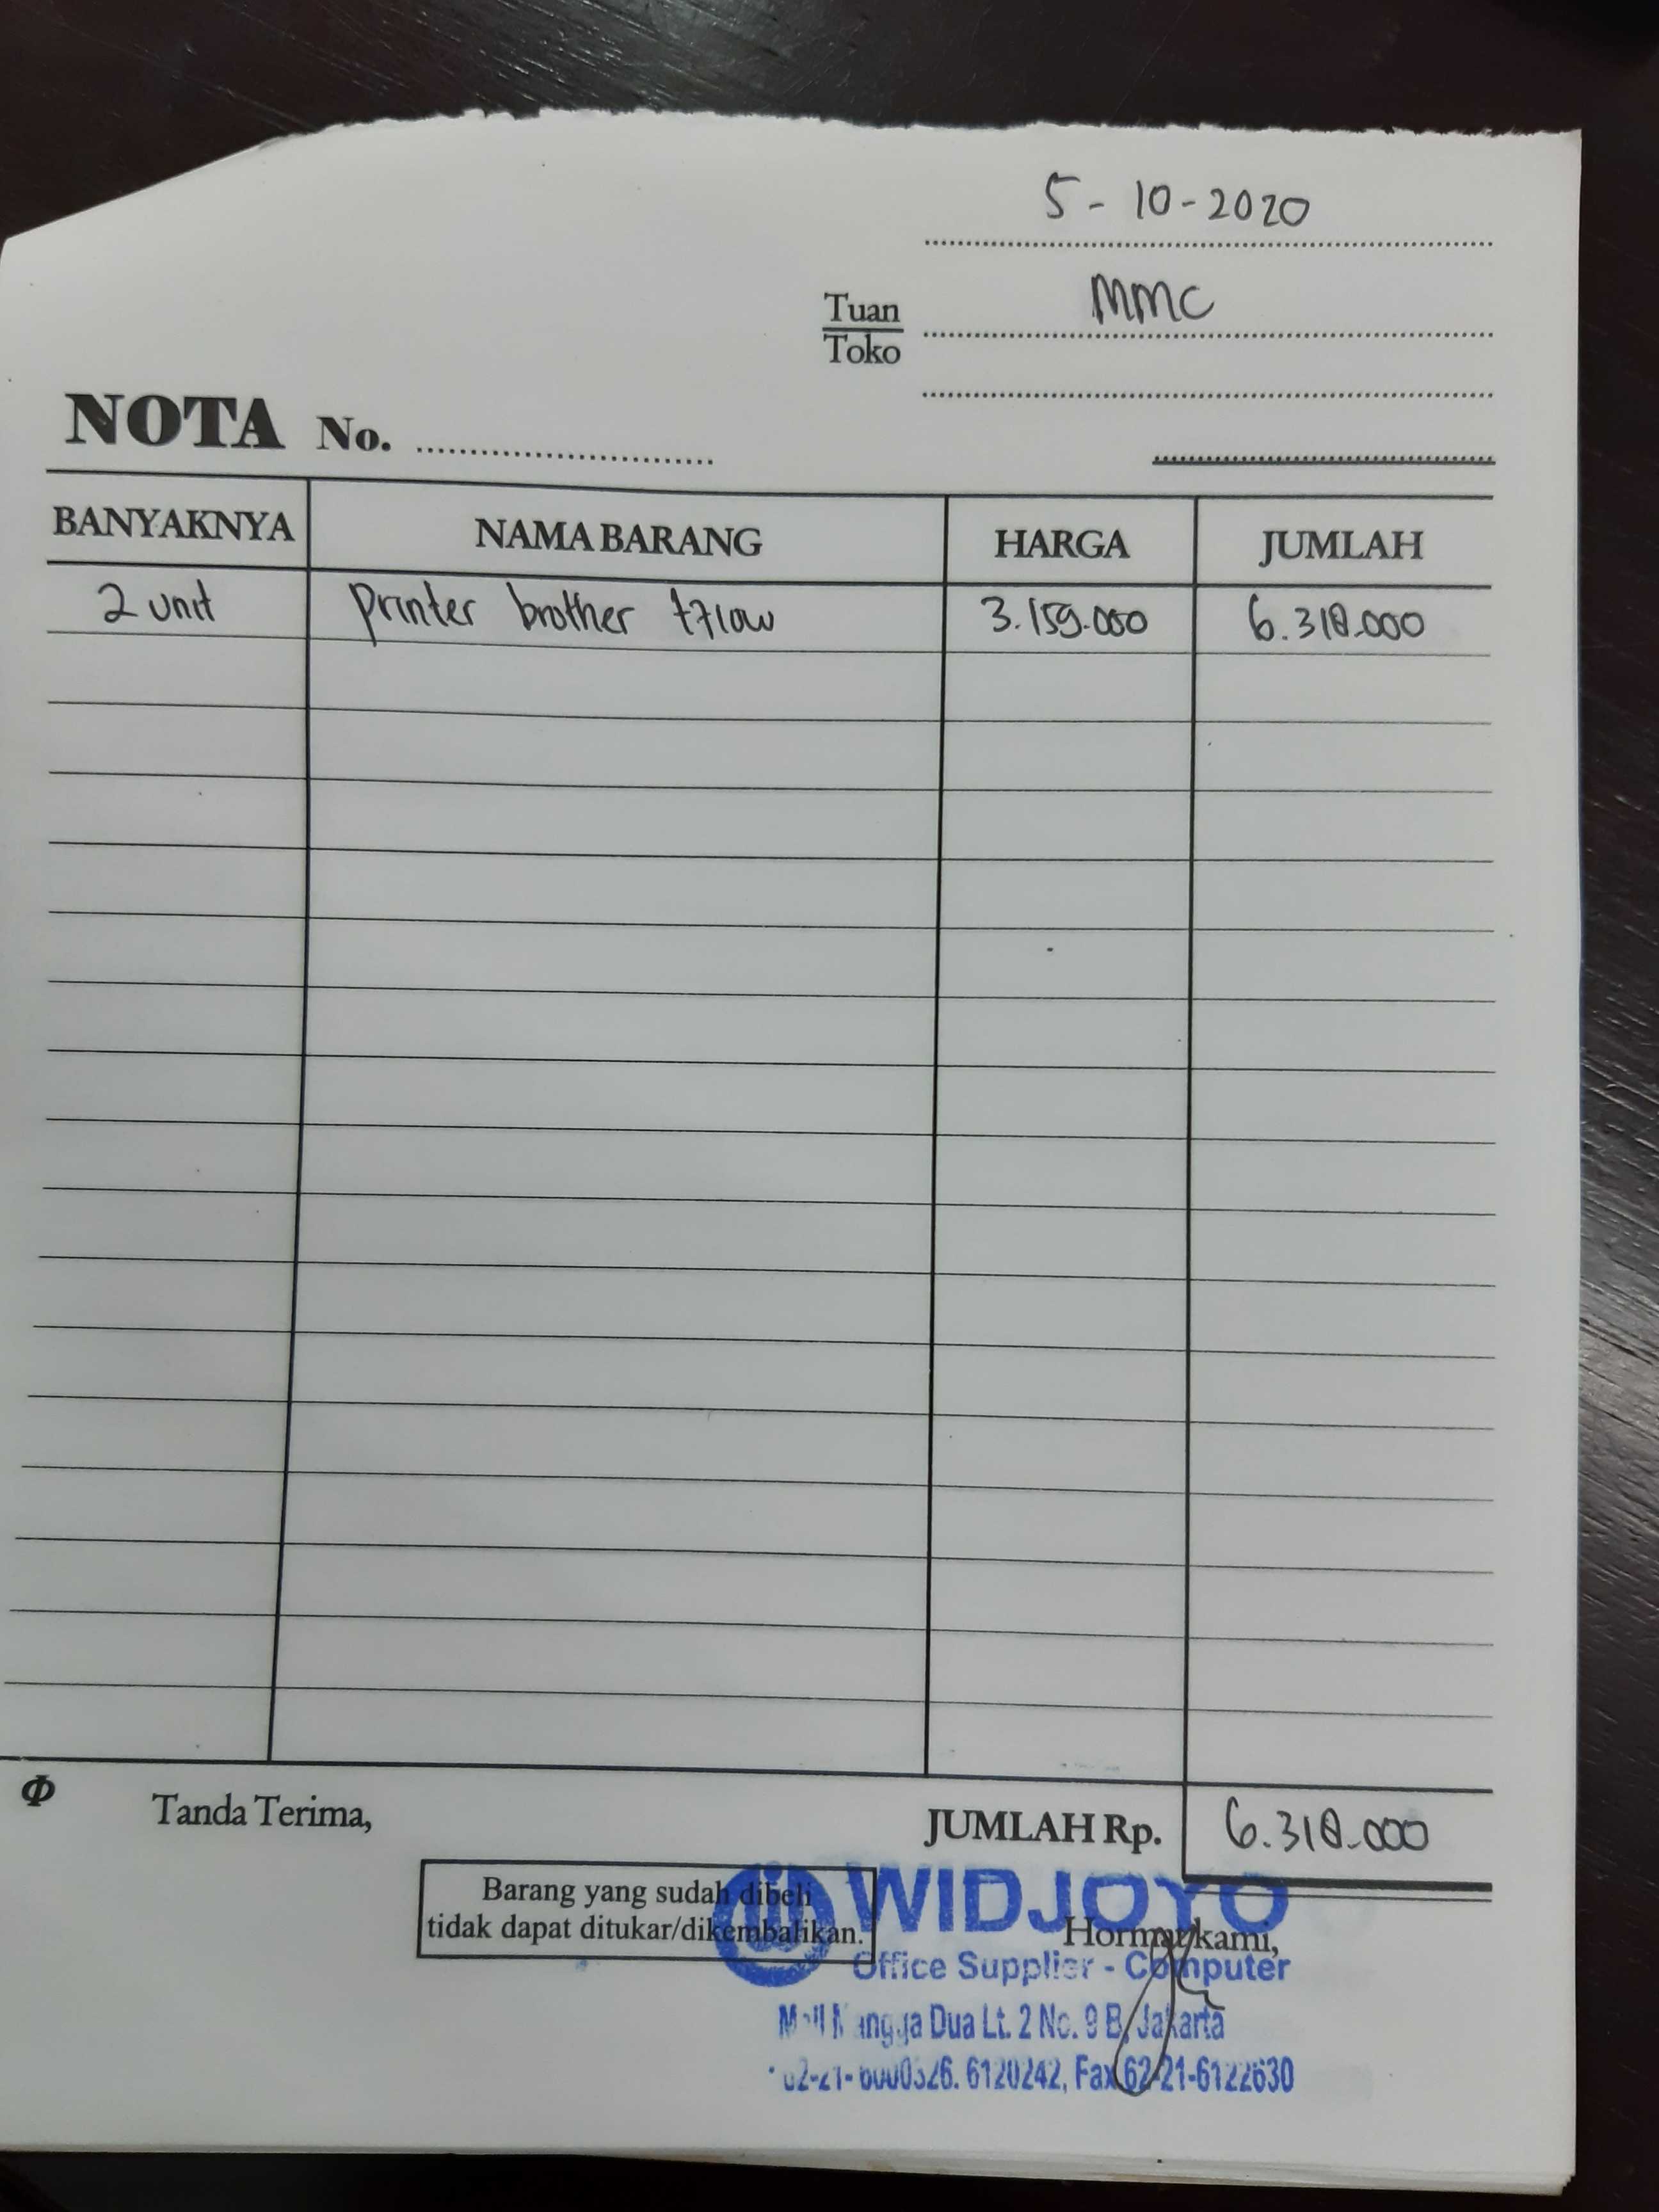 5 - 10 - 2020
Tuan
Toko
MMC
NOTA No.
BANYAKNYA NAMA BARANG HARGA JUMLAH
2 unit printer brother t710w 3.159.000 6.318.000
Φ Tanda Terima, JUMLAH Rp. 6.318.000
Barang yang sudah dibeli
tidak dapat ditukar/dikembalikan.
WIDJOYO
Hormat kami,
Office Supplier - Computer
Mall Mangga Dua Lt. 2 No. 9 B, Jakarta
6120242, Fax 62-21-6122630